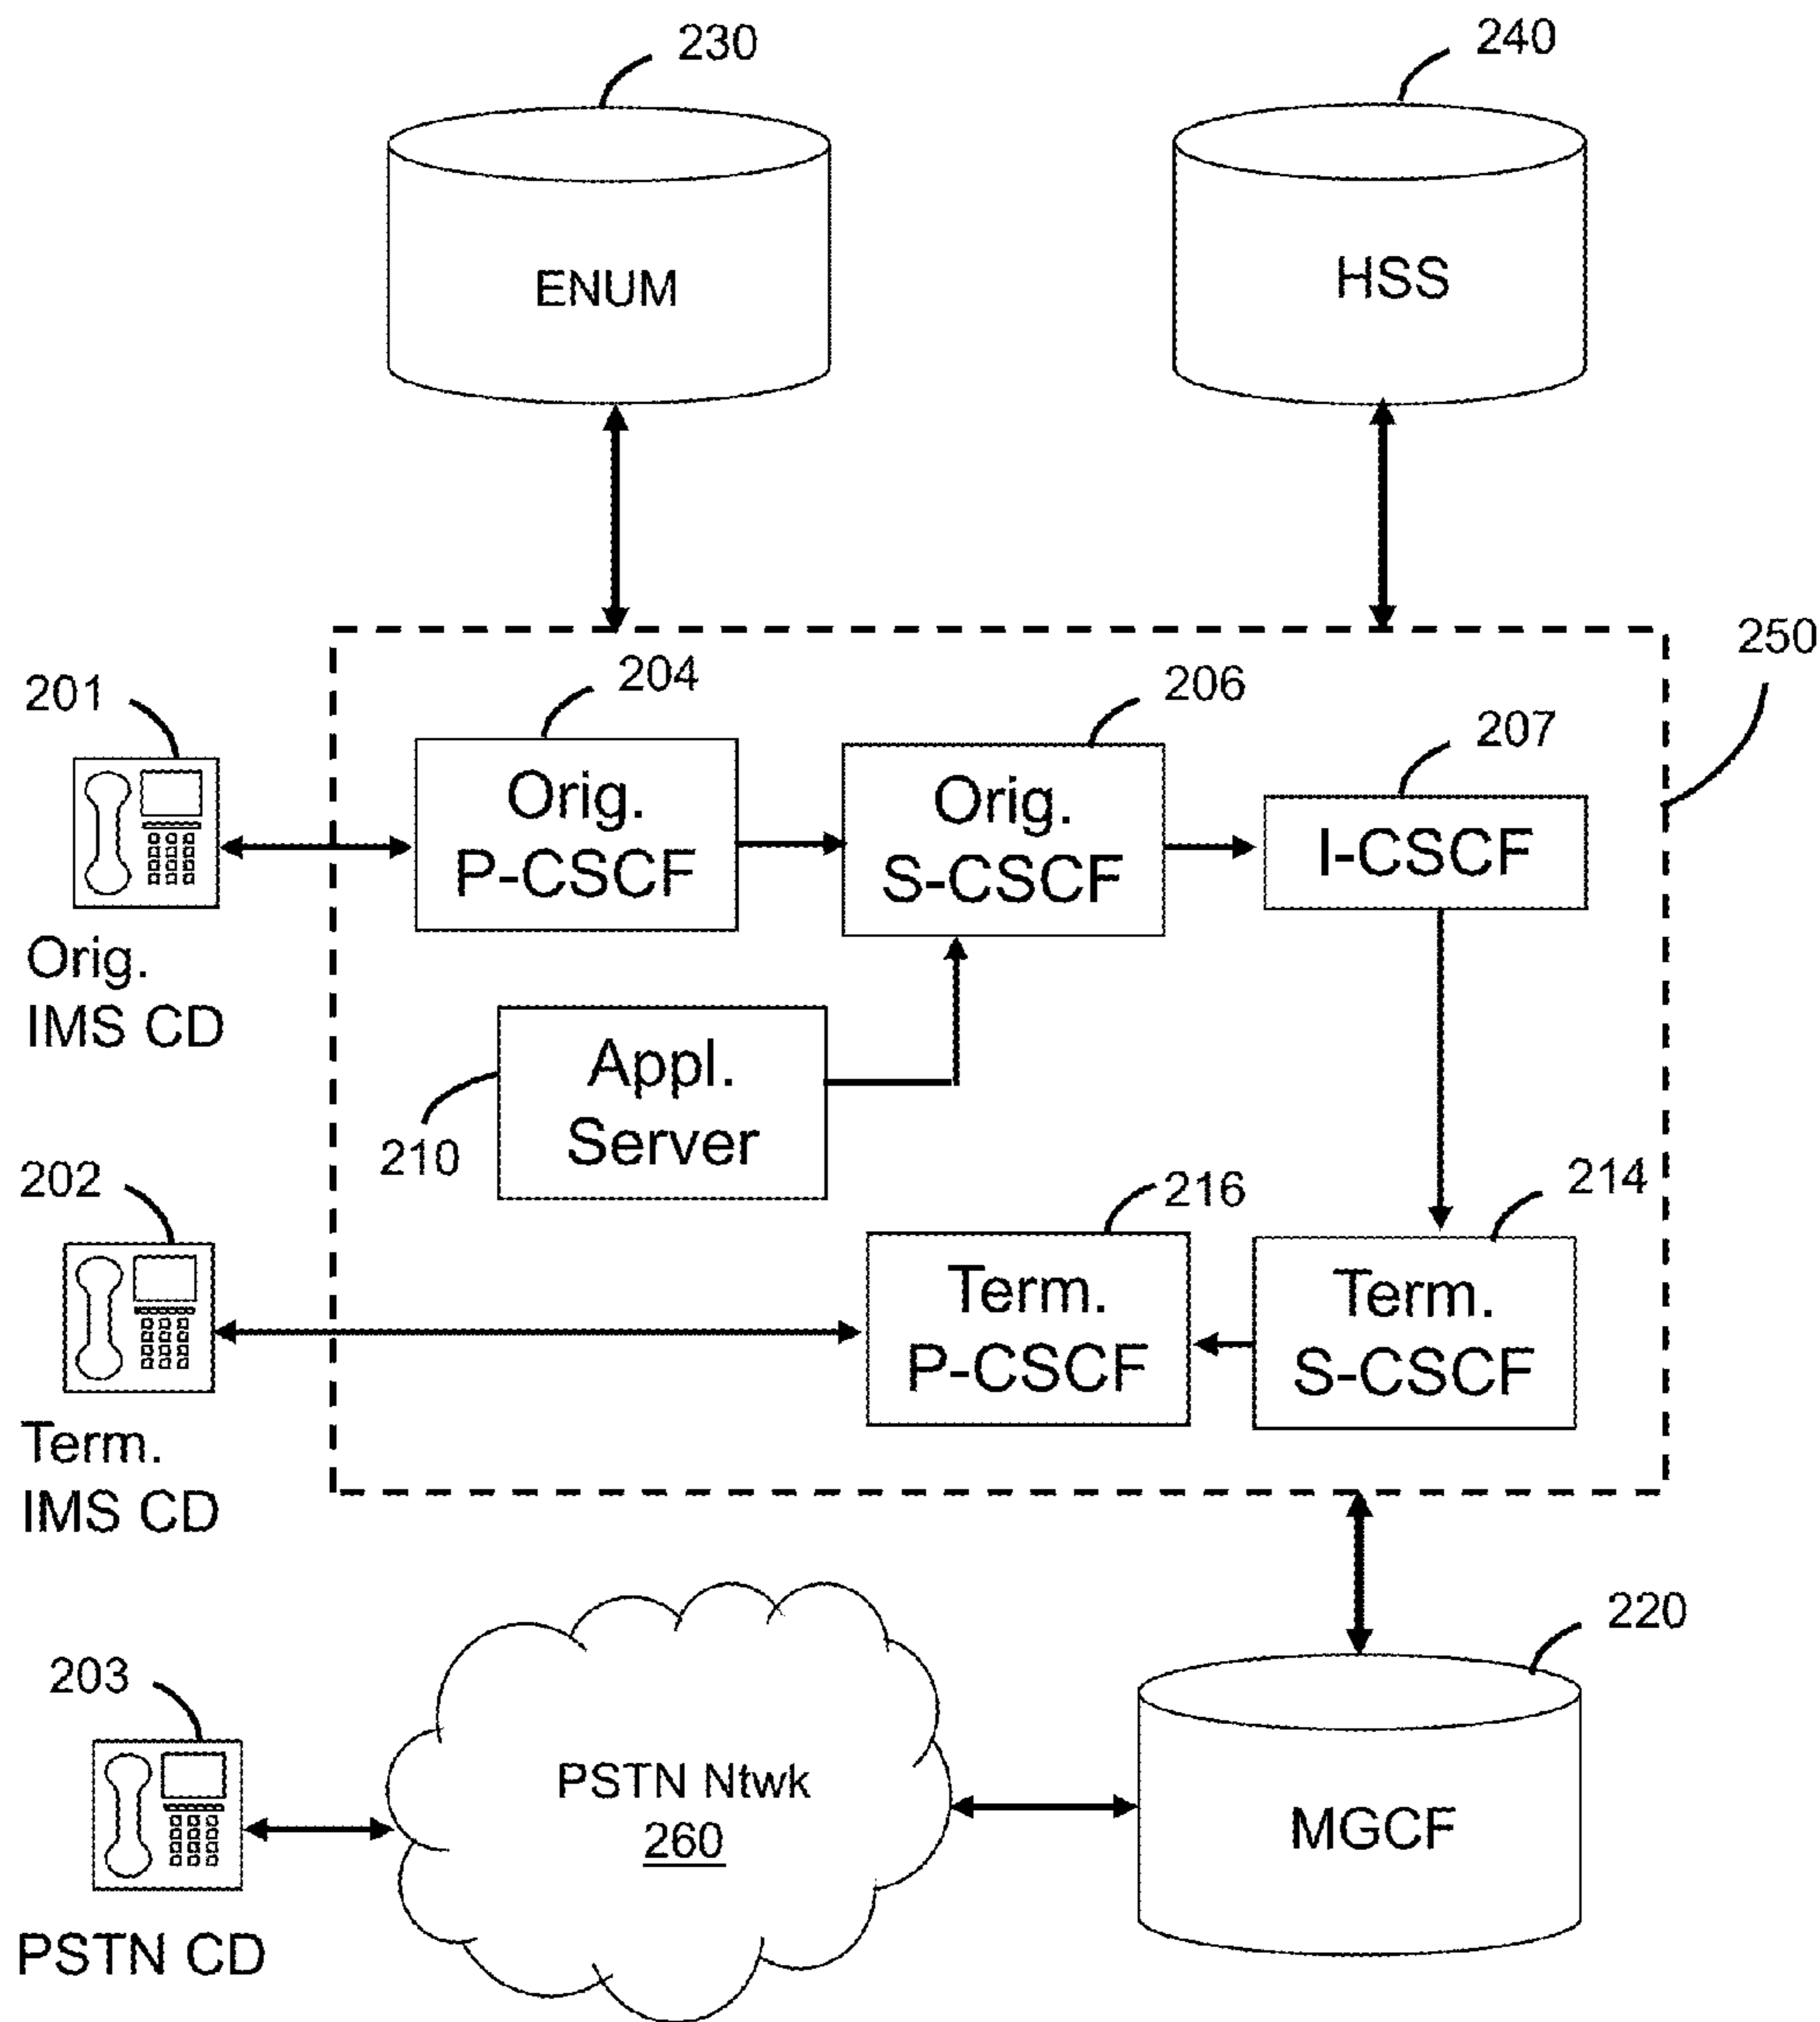 230
240
ENUM
HSS
250
204
206
207
201
Orig.
P-CSCF
Orig.
S-CSCF
I-CSCF
Orig.
IMS CD
Appl.
Server
210
202
216
214
Term.
P-CSCF
Term.
S-CSCF
Term.
IMS CD
220
203
PSTN Ntwk
260
MGCF
PSTN CD